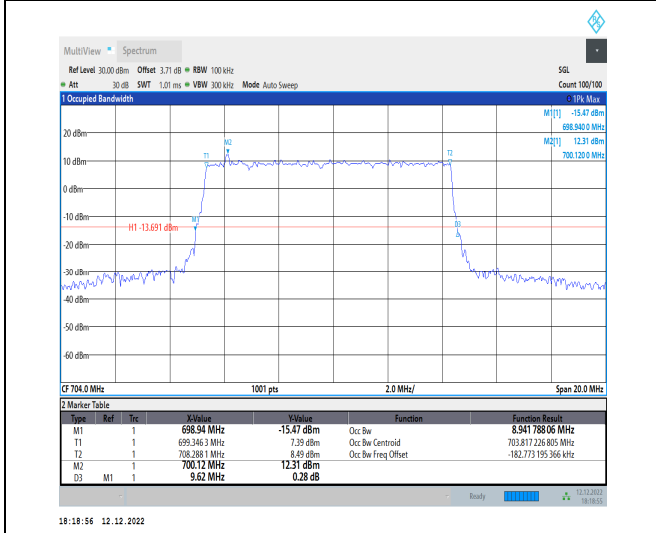 MultiView Spectrum
Ref Level 30.00 dBm Offset 3.71 dB RBW 100 kHz SGL
Att 30 dB SWT 1.01 ms VBW 300 kHz Mode Auto Sweep Count 100/100
1 Occupied Bandwidth 1Pk Max
M1[1] -15.47 dBm
698.940 0 MHz
M2[1] 12.31 dBm
700.120 0 MHz
20 dBm
M2
T1
T2
10 dBm
0 dBm
-10 dBm
M1
D3
H1 -13.691 dBm
-20 dBm
-30 dBm
-40 dBm
-50 dBm
-60 dBm
CF 704.0 MHz 1001 pts 2.0 MHz/ Span 20.0 MHz
2 Marker Table
Type Ref Trc X-Value Y-Value Function Function Result
M1 1 698.94 MHz -15.47 dBm Occ Bw 8.941 788 06 MHz
T1 1 699.346 3 MHz 7.39 dBm Occ Bw Centroid 703.817 226 805 MHz
T2 1 708.288 1 MHz 8.49 dBm Occ Bw Freq Offset -182.773 195 366 kHz
M2 1 700.12 MHz 12.31 dBm
D3 M1 1 9.62 MHz 0.28 dB
Ready 12.12.2022
18:18:55
18:18:56 12.12.2022